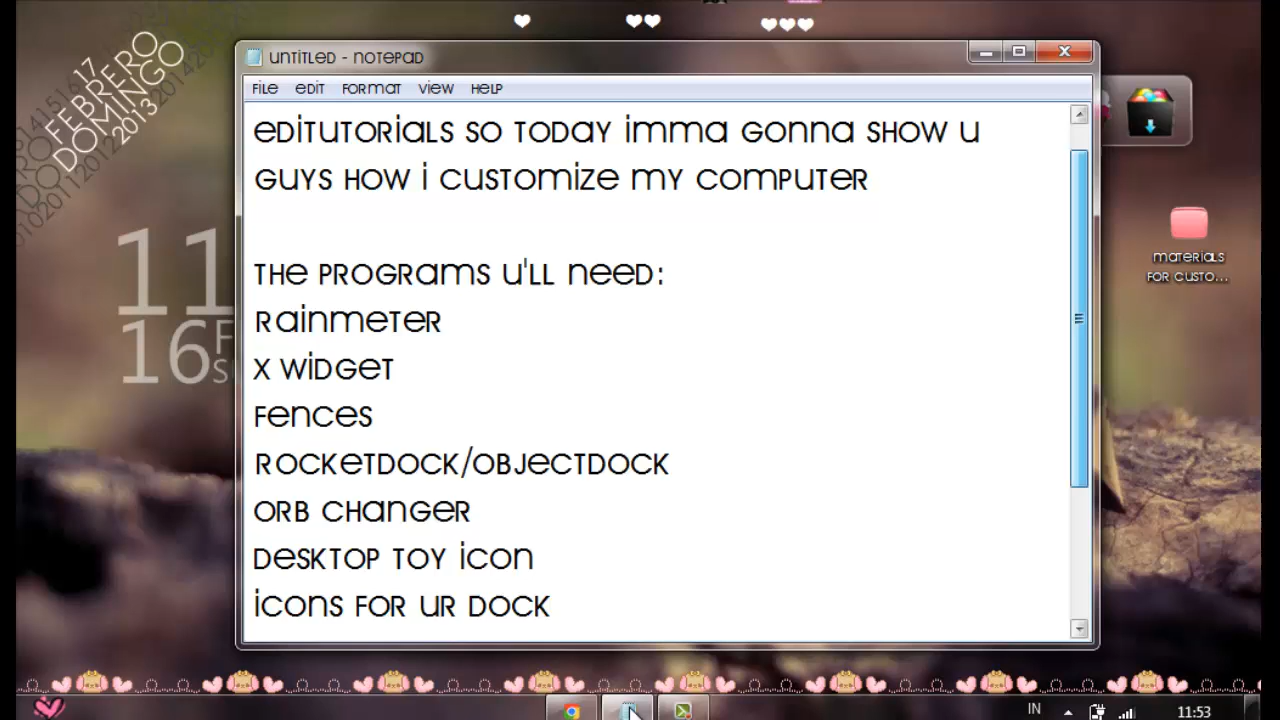 17
FEBRERO
DOMINGO
2013
untitled - notepad
File edit Format view Help
editutorials so today imma gonna show u
guys how i customize my computer
the programs u'll need:
rainmeter
x widget
Fences
rocketdock/objectdock
orb changer
desktop toy icon
icons for ur dock
11
16
materials
for custo...
IN
11:53